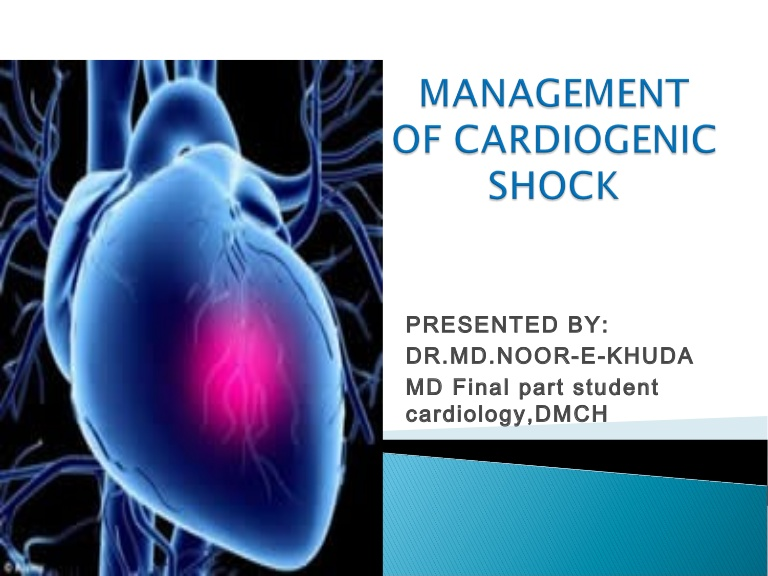 MANAGEMENT
OF CARDIOGENIC
SHOCK
PRESENTED BY:
DR.MD.NOOR-E-KHUDA
MD Final part student
cardiology,DMCH